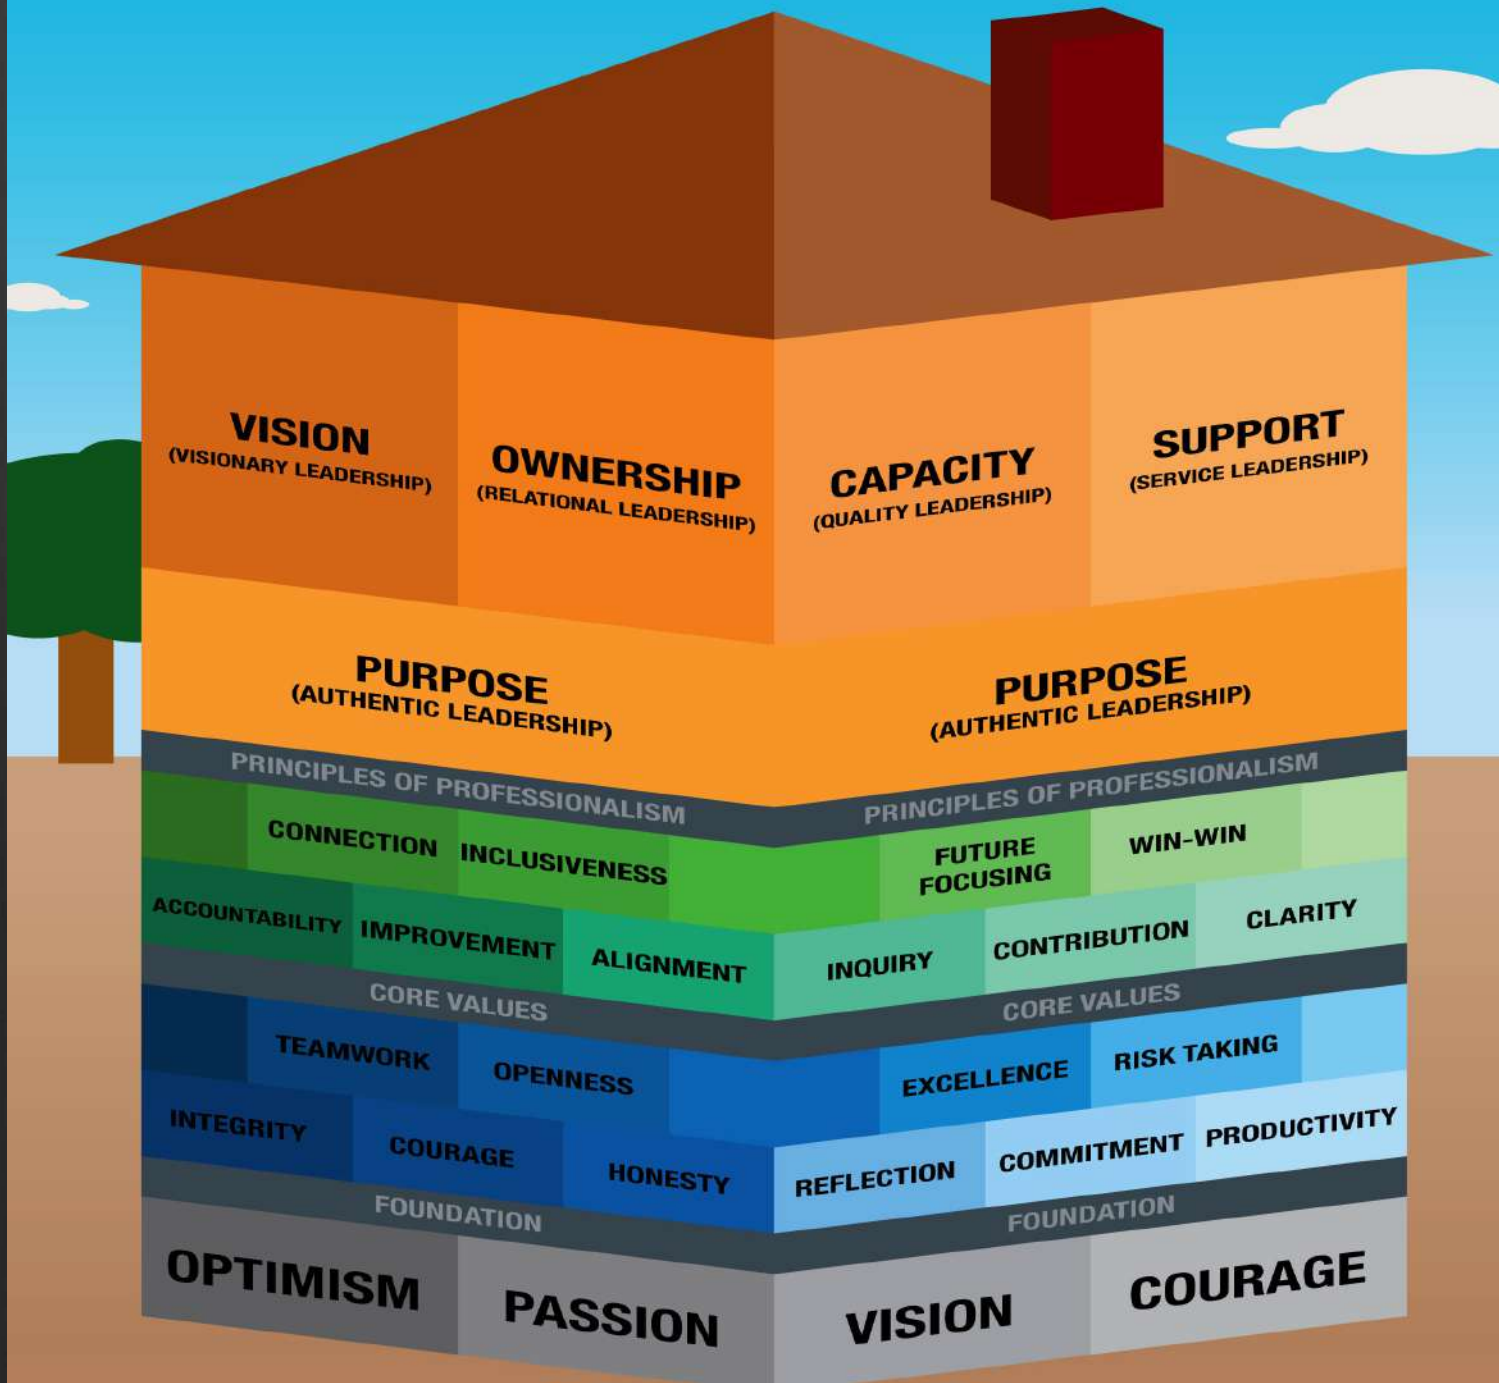 VISION
(VISIONARY LEADERSHIP)
OWNERSHIP
(RELATIONAL LEADERSHIP)
CAPACITY
(QUALITY LEADERSHIP)
SUPPORT
(SERVICE LEADERSHIP)
PURPOSE
(AUTHENTIC LEADERSHIP)
PURPOSE
(AUTHENTIC LEADERSHIP)
PRINCIPLES OF PROFESSIONALISM
PRINCIPLES OF PROFESSIONALISM
CONNECTION
INCLUSIVENESS
FUTURE
FOCUSING
WIN-WIN
ACCOUNTABILITY
IMPROVEMENT
ALIGNMENT
INQUIRY
CONTRIBUTION
CLARITY
CORE VALUES
CORE VALUES
TEAMWORK
OPENNESS
EXCELLENCE
RISK TAKING
INTEGRITY
COURAGE
HONESTY
REFLECTION
COMMITMENT
PRODUCTIVITY
FOUNDATION
FOUNDATION
OPTIMISM
PASSION
VISION
COURAGE